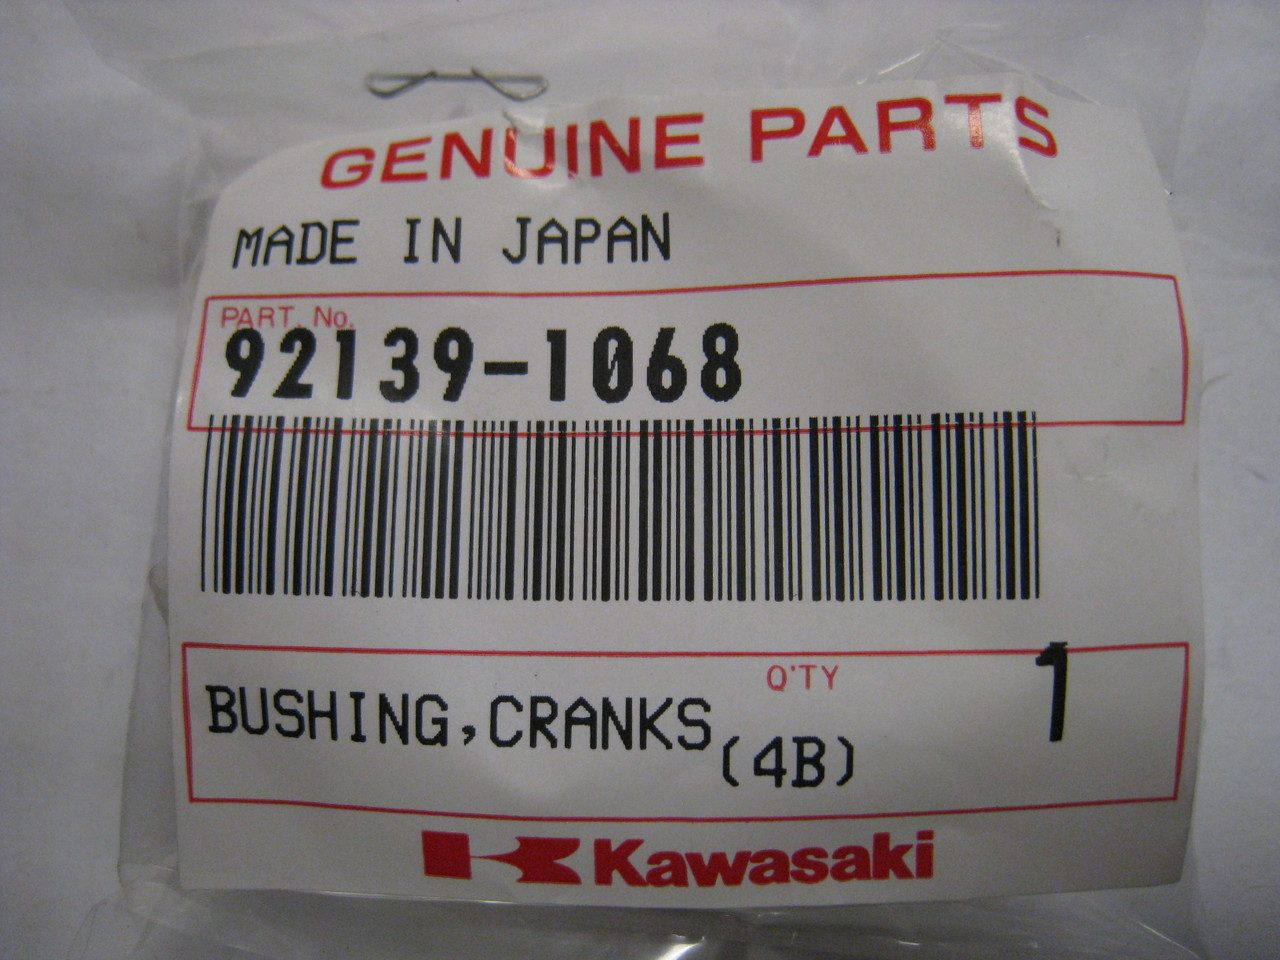 GENUINE PARTS
MADE IN JAPAN
PART. No.
92139-1068
Q'TY
1
BUSHING,CRANKS
(4B)
Kawasaki